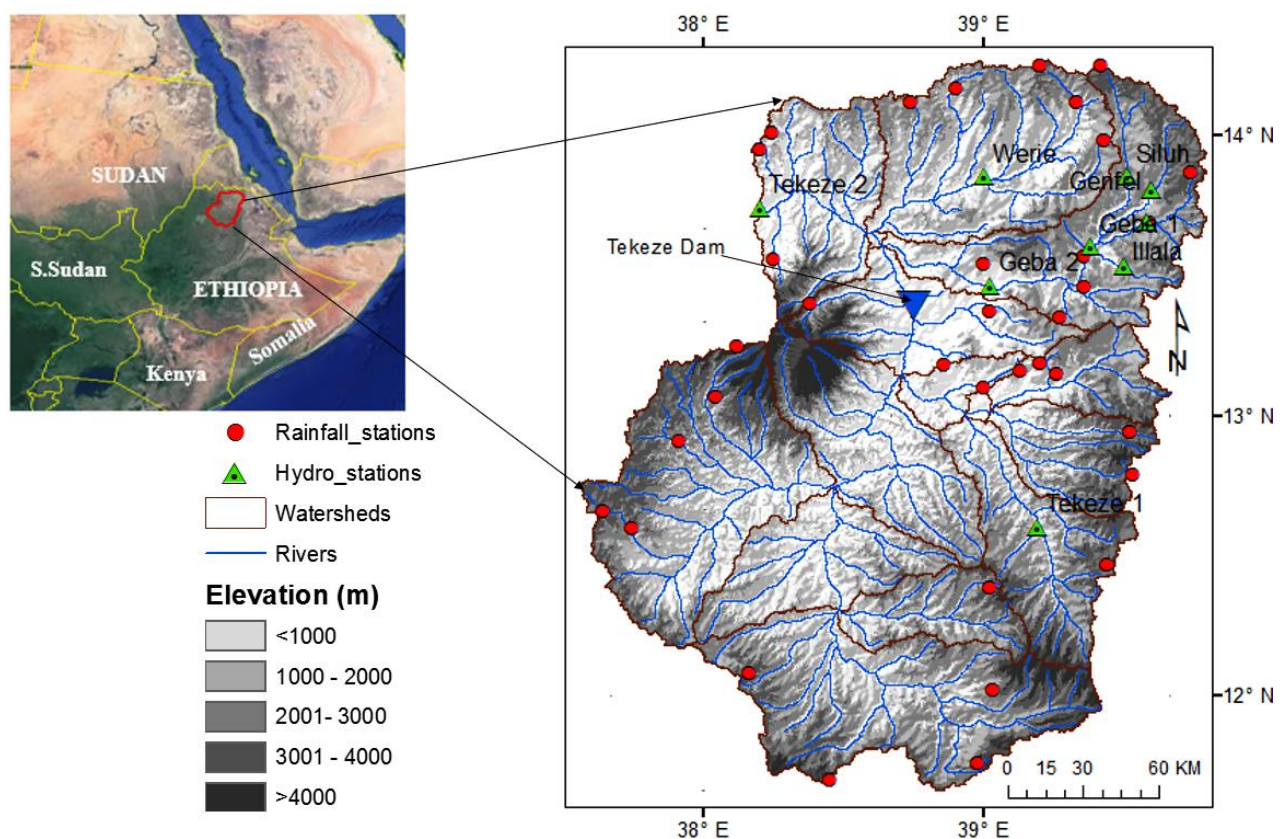 38° E
39° E
14° N
13° N
12° N
38° E
39° E
SUDAN
S.Sudan
ETHIOPIA
Somalia
Kenya
Werie
Siluh
Genfel
Tekeze 2
Geba 1
Illala
Geba 2
Tekeze Dam
Tekeze 1
N
0 15 30 60 KM
Rainfall_stations
Hydro_stations
Watersheds
Rivers
Elevation (m)
<1000
1000 - 2000
2001- 3000
3001 - 4000
>4000